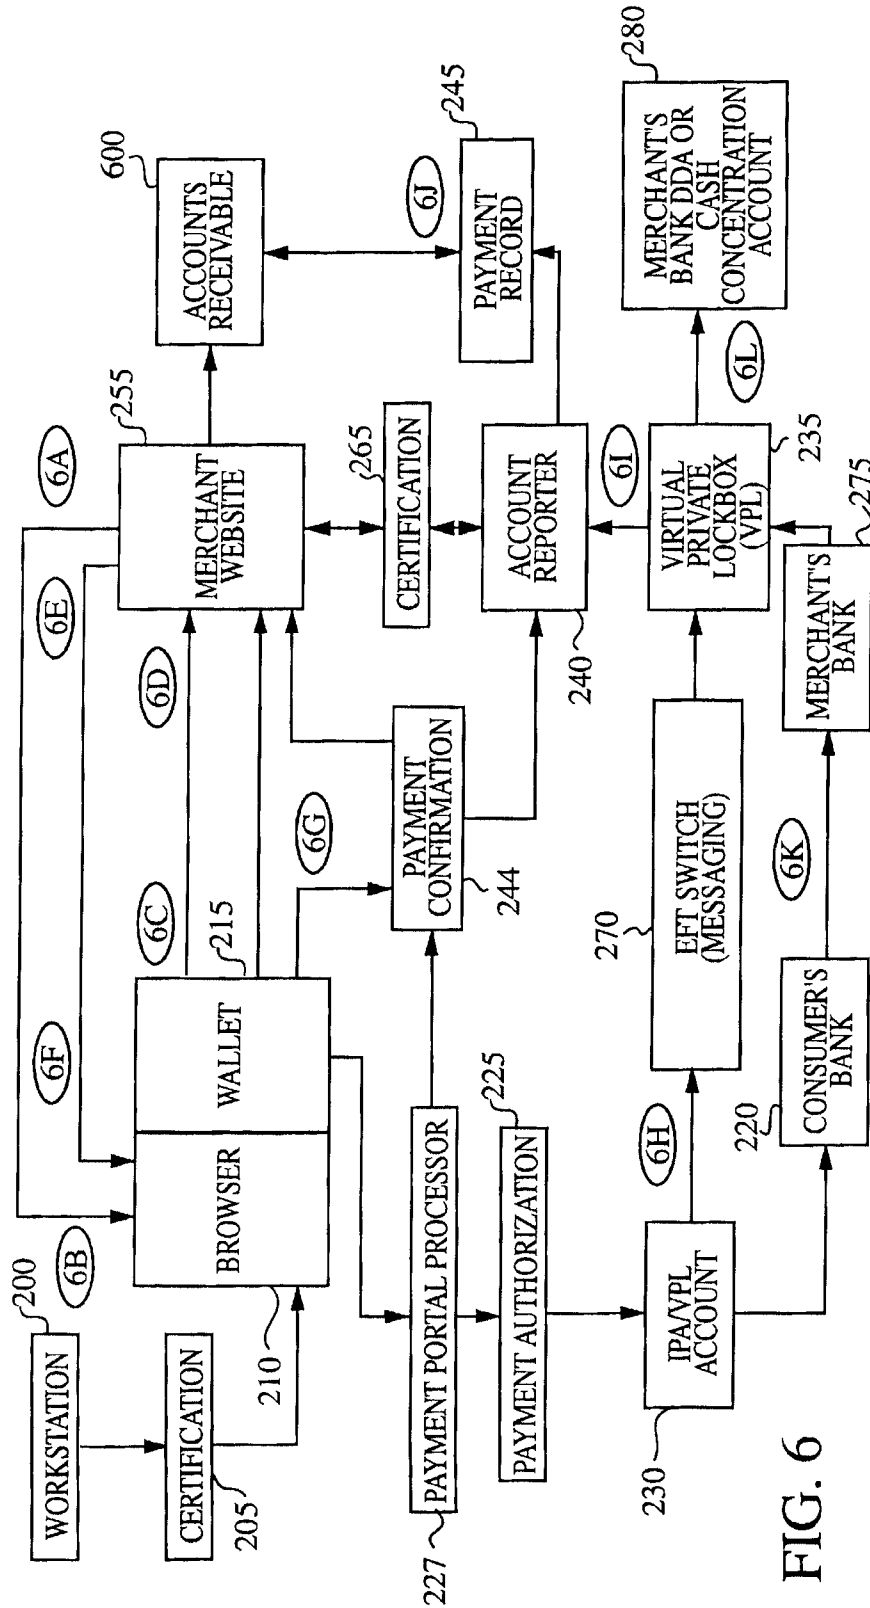 WORKSTATION
200
CERTIFICATION
205
6B
BROWSER
210
WALLET
215
6F
6C
6D
6E
6A
MERCHANT
WEBSITE
255
ACCOUNTS
RECEIVABLE
600
6J
PAYMENT
RECORD
245
CERTIFICATION
265
6G
PAYMENT
CONFIRMATION
244
ACCOUNT
REPORTER
240
PAYMENT PORTAL PROCESSOR
227
PAYMENT AUTHORIZATION
225
IPA/VPL
ACCOUNT
230
6H
EFT SWITCH
(MESSAGING)
270
6I
VIRTUAL
PRIVATE
LOCKBOX
(VPL)
235
6L
MERCHANT'S
BANK DDA OR
CASH
CONCENTRATION
ACCOUNT
280
CONSUMER'S
BANK
220
6K
MERCHANT'S
BANK
275
FIG. 6